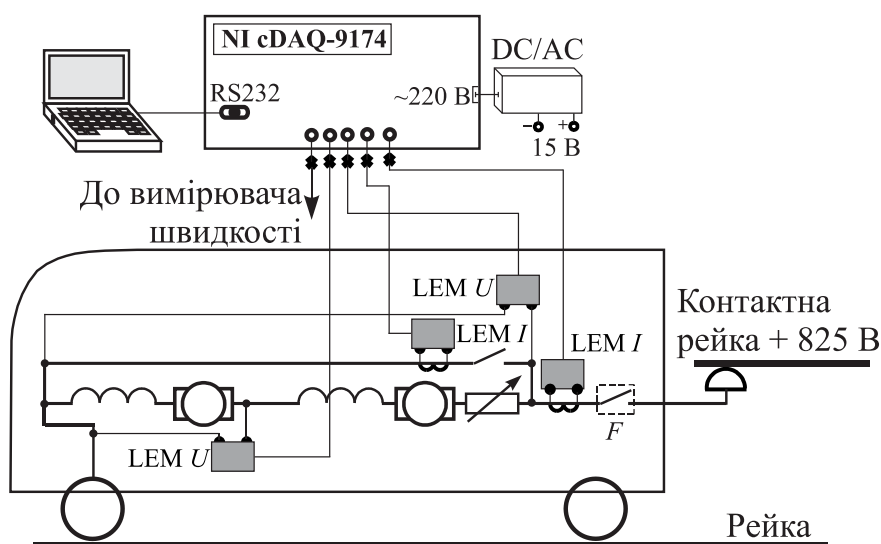 NI cDAQ-9174
DC/AC
RS232
~220 В
− +
15 В
До вимірювача
швидкості
LEM U
Контактна
рейка + 825 В
LEM I
LEM I
F
LEM U
Рейка